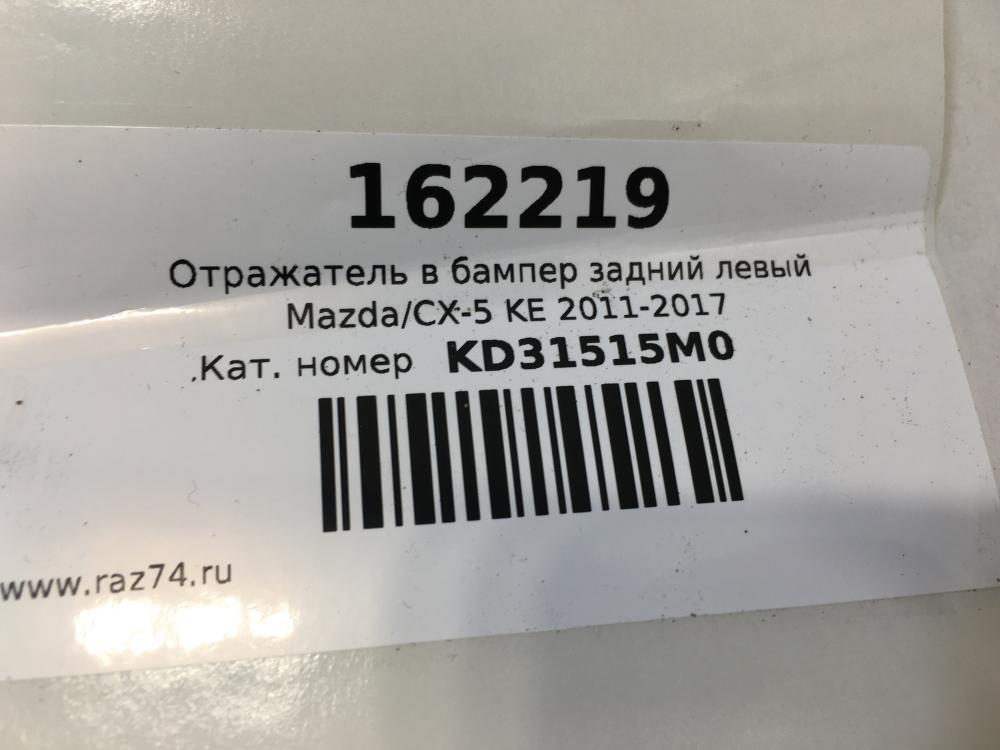 162219
Отражатель в бампер задний левый
Mazda/CX-5 KE 2011-2017
.Кат. номер KD31515M0
www.raz74.ru